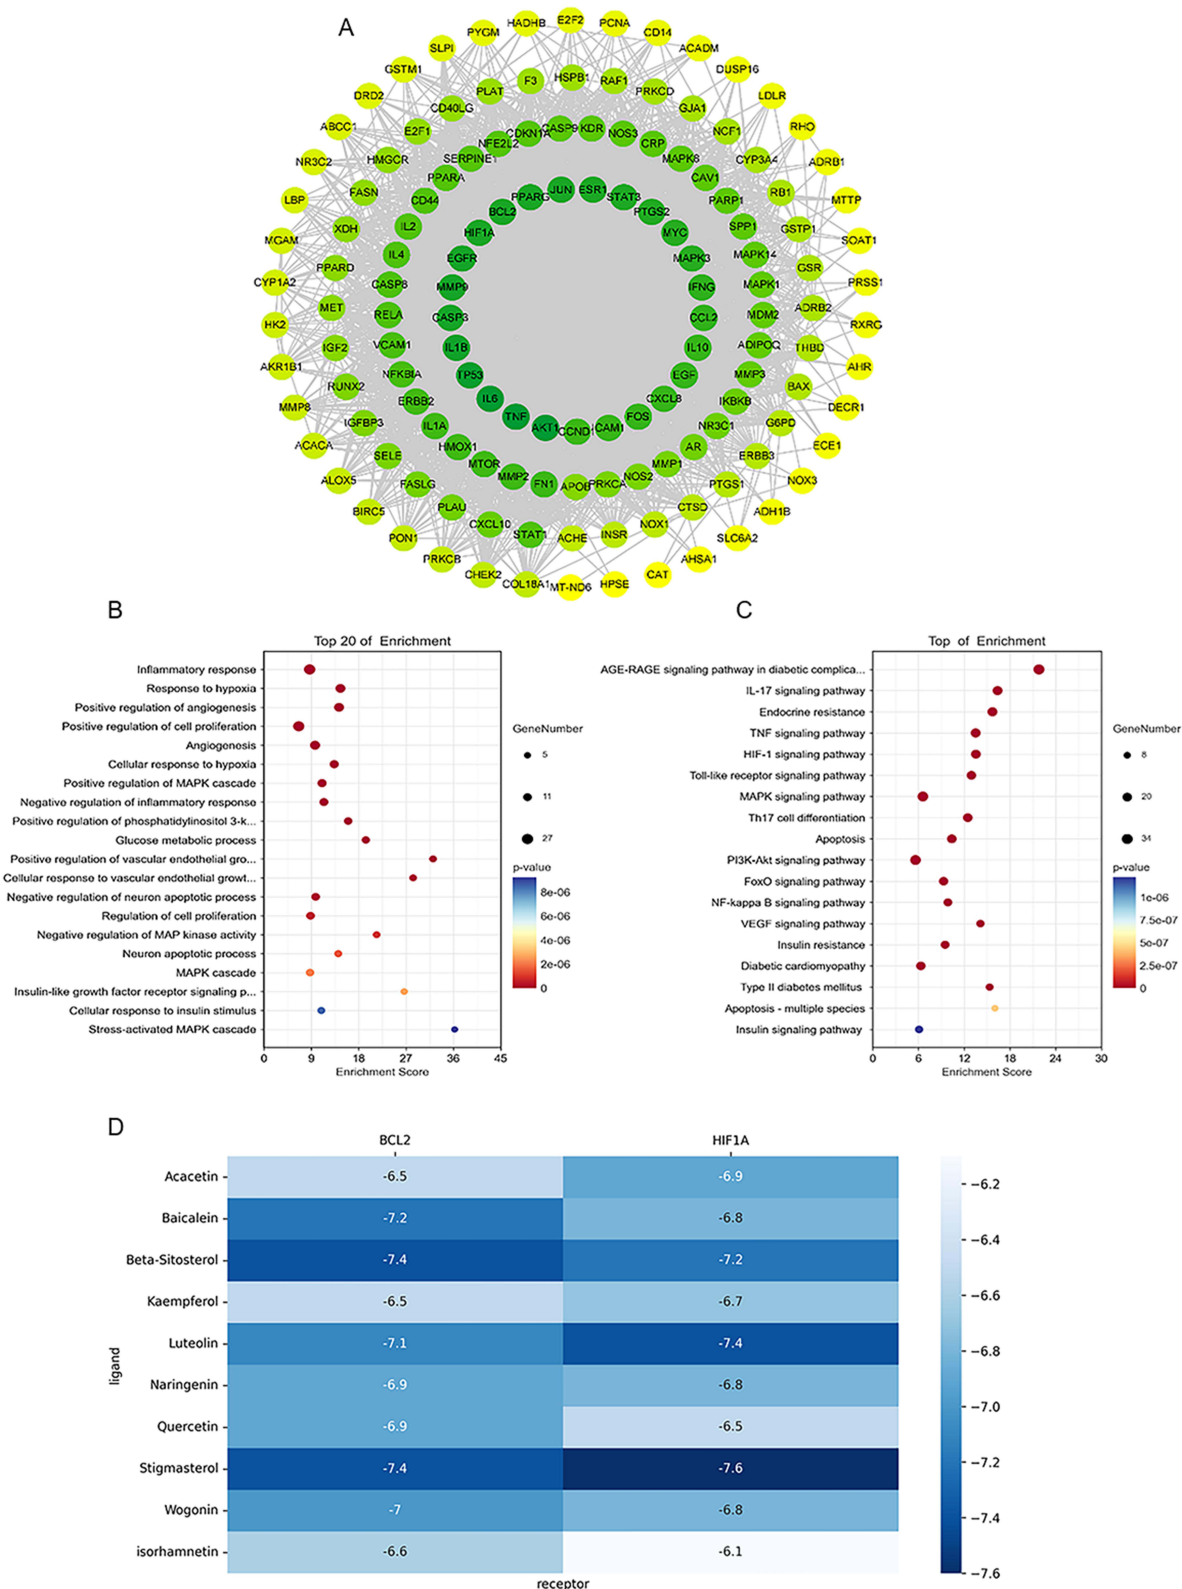 A
HADHB
E2F2
PCNA
PYGM
CD14
SLPI
ACADM
GSTM1
DUSP16
DRD2
LDLR
ABCC1
RHO
NR3C2
ADRB1
LBP
MTTP
MGAM
SOAT1
CYP1A2
PRSS1
HK2
RXRG
AKR1B1
AHR
MMP8
DECR1
ACACA
ECE1
ALOX5
NOX3
BIRC5
ADH1B
PON1
SLC6A2
PRKCB
AHSA1
CHEK2
CAT
COL18A1
MT-ND6
HPSE
F3
HSPB1
RAF1
PLAT
PRKCD
CD40LG
GJA1
E2F1
NCF1
HMGCR
CYP3A4
FASN
RB1
XDH
GSTP1
PPARD
GSR
MET
ADRB2
IGF2
THBD
RUNX2
BAX
IGFBP3
G6PD
SELE
ERBB3
FASLG
PTGS1
PLAU
CTSD
CXCL10
NOX1
STAT1
ACHE
INSR
CDKN1A
CASP9
KDR
NOS3
NFE2L2
CRP
SERPINE1
MAPK8
PPARA
CAV1
CD44
PARP1
IL2
SPP1
IL4
MAPK14
CASP8
MAPK1
RELA
MDM2
VCAM1
ADIPOQ
NFKBIA
MMP3
ERBB2
IKBKB
IL1A
NR3C1
HMOX1
AR
MTOR
MMP1
MMP2
NOS2
FN1
APOB
PRKCA
JUN
ESR1
PPARG
STAT3
BCL2
PTGS2
HIF1A
MYC
EGFR
MAPK3
MMP9
IFNG
CASP3
CCL2
IL1B
IL10
TP53
EGF
IL6
CXCL8
TNF
FOS
AKT1
CCND1
CAM1
B
Top 20 of Enrichment
Inflammatory response
Response to hypoxia
Positive regulation of angiogenesis
Positive regulation of cell proliferation
Angiogenesis
Cellular response to hypoxia
Positive regulation of MAPK cascade
Negative regulation of inflammatory response
Positive regulation of phosphatidylinositol 3-k...
Glucose metabolic process
Positive regulation of vascular endothelial gro...
Cellular response to vascular endothelial growt...
Negative regulation of neuron apoptotic process
Regulation of cell proliferation
Negative regulation of MAP kinase activity
Neuron apoptotic process
MAPK cascade
Insulin-like growth factor receptor signaling p...
Cellular response to insulin stimulus
Stress-activated MAPK cascade
0 9 18 27 36 45
Enrichment Score
GeneNumber
5
11
27
p-value
8e-06
6e-06
4e-06
2e-06
0
C
Top of Enrichment
AGE-RAGE signaling pathway in diabetic complica...
IL-17 signaling pathway
Endocrine resistance
TNF signaling pathway
HIF-1 signaling pathway
Toll-like receptor signaling pathway
MAPK signaling pathway
Th17 cell differentiation
Apoptosis
PI3K-Akt signaling pathway
FoxO signaling pathway
NF-kappa B signaling pathway
VEGF signaling pathway
Insulin resistance
Diabetic cardiomyopathy
Type II diabetes mellitus
Apoptosis - multiple species
Insulin signaling pathway
0 6 12 18 24 30
Enrichment Score
GeneNumber
8
20
34
p-value
1e-06
7.5e-07
5e-07
2.5e-07
0
D
BCL2 HIF1A
Acacetin -6.5 -6.9
Baicalein -7.2 -6.8
Beta-Sitosterol -7.4 -7.2
Kaempferol -6.5 -6.7
Luteolin -7.1 -7.4
Naringenin -6.9 -6.8
Quercetin -6.9 -6.5
Stigmasterol -7.4 -7.6
Wogonin -7 -6.8
isorhamnetin -6.6 -6.1
ligand
receptor
−6.2
−6.4
−6.6
−6.8
−7.0
−7.2
−7.4
−7.6